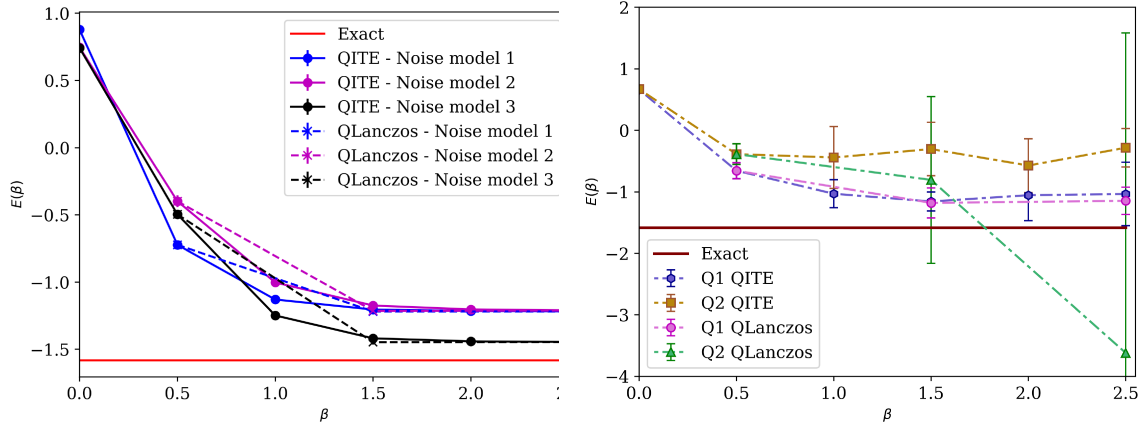 1.0
0.5
0.0
−0.5
−1.0
−1.5
E(β)
0.0 0.5 1.0 1.5 2.0
β
Exact
QITE - Noise model 1
QITE - Noise model 2
QITE - Noise model 3
QLanczos - Noise model 1
QLanczos - Noise model 2
QLanczos - Noise model 3
2
1
0
−1
−2
−3
−4
E(β)
0.0 0.5 1.0 1.5 2.0 2.5
β
Exact
Q1 QITE
Q2 QITE
Q1 QLanczos
Q2 QLanczos